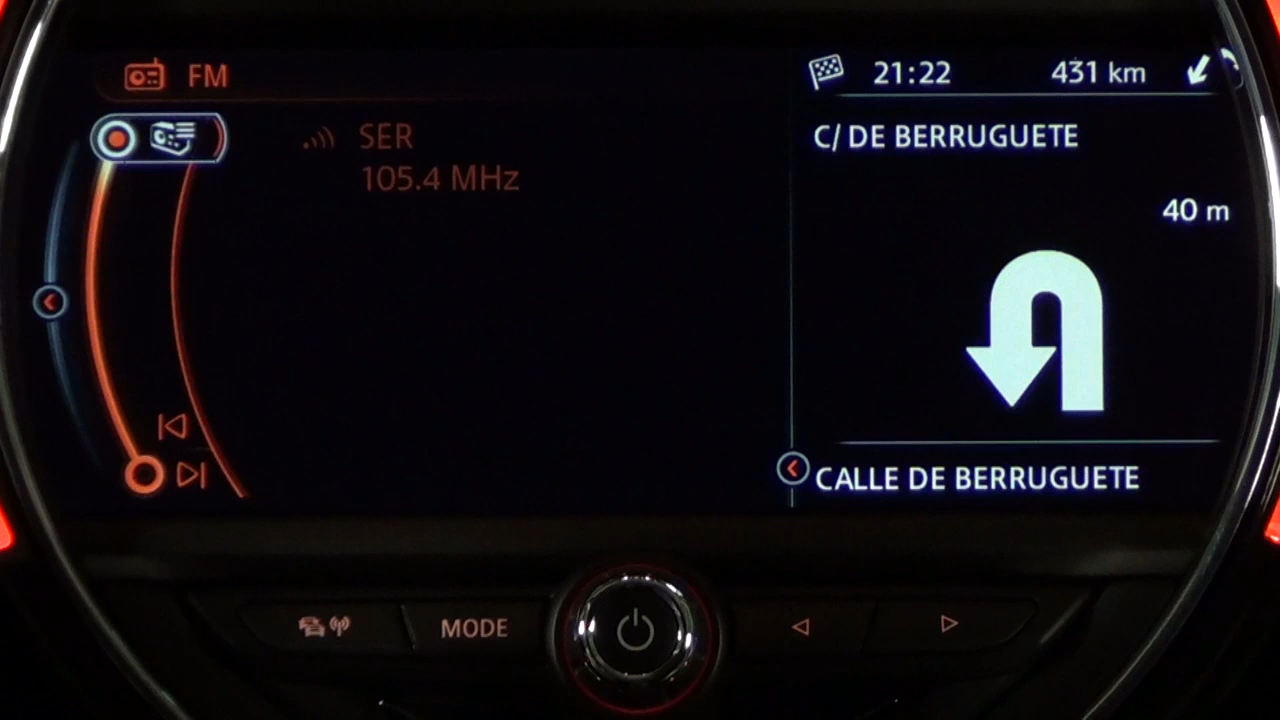 FM
SER
105.4 MHz
21:22 431 km
C/ DE BERRUGUETE
40 m
CALLE DE BERRUGUETE
MODE